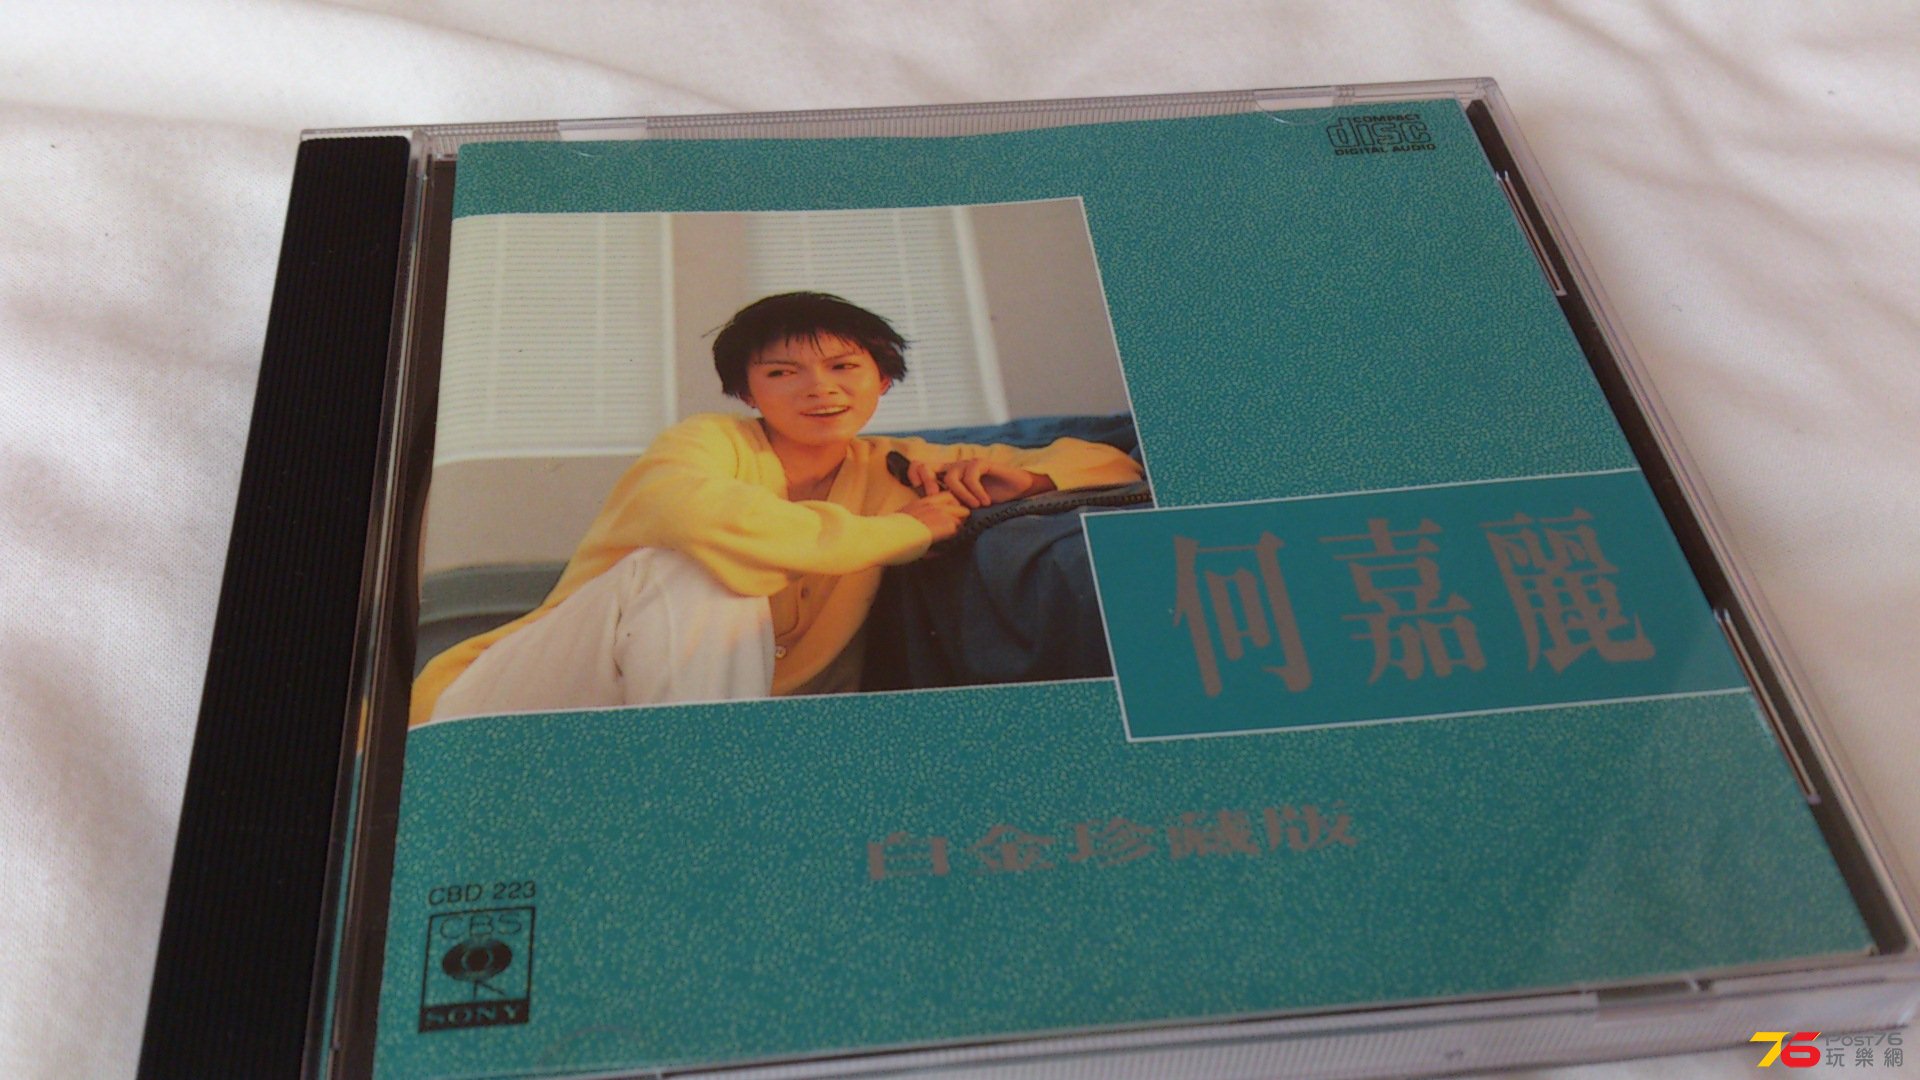 COMPACT
disc
DIGITAL AUDIO
何嘉麗
白金珍藏版
CBD 223
CBS
SONY
76 Post76
玩樂網